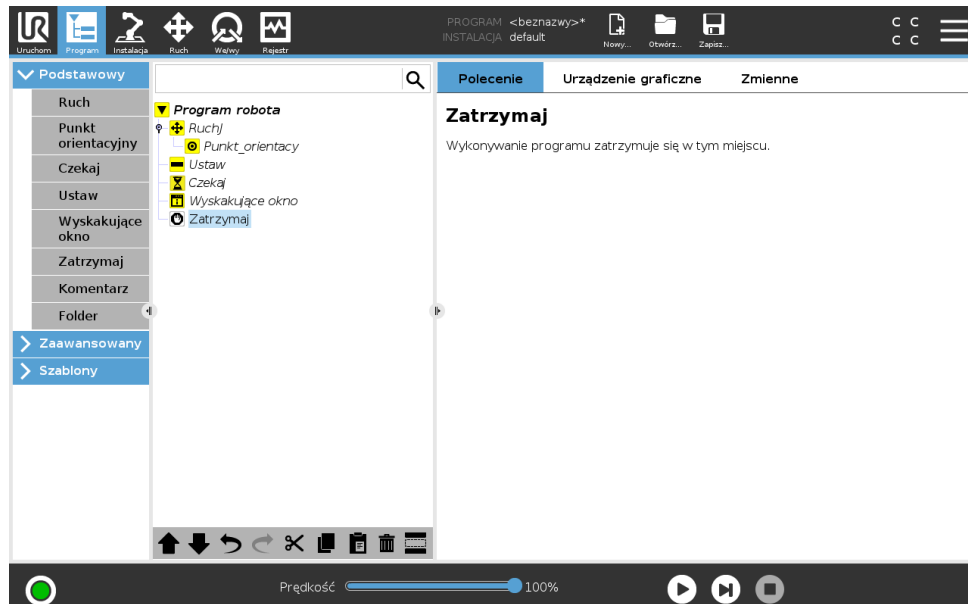 PROGRAM <beznazwy>*
INSTALACJA default
Uruchom Program Instalacja Ruch We/wy Rejestr Nowy... Otwórz... Zapisz...
C C
C C
Podstawowy
Ruch
Punkt
orientacyjny
Czekaj
Ustaw
Wyskakujące
okno
Zatrzymaj
Komentarz
Folder
Zaawansowany
Szablony
Program robota
RuchJ
Punkt_orientacy
Ustaw
Czekaj
Wyskakujące okno
Zatrzymaj
Polecenie Urządzenie graficzne Zmienne
Zatrzymaj
Wykonywanie programu zatrzymuje się w tym miejscu.
Prędkość 100%